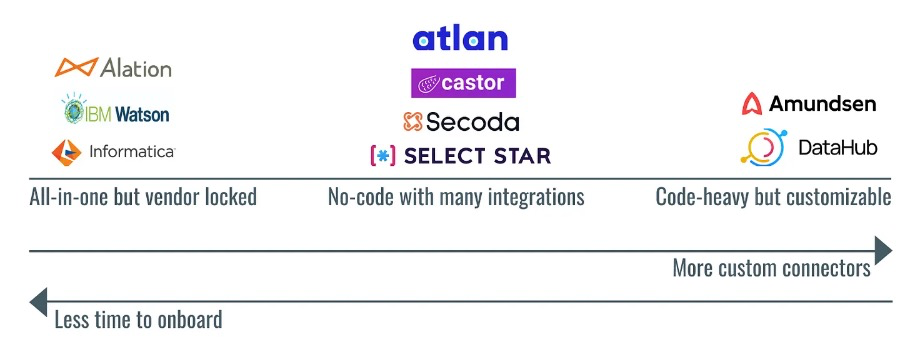 Alation
IBM Watson
Informatica
All-in-one but vendor locked
atlan
castor
Secoda
[*] SELECT STAR
No-code with many integrations
Amundsen
DataHub
Code-heavy but customizable
More custom connectors
Less time to onboard